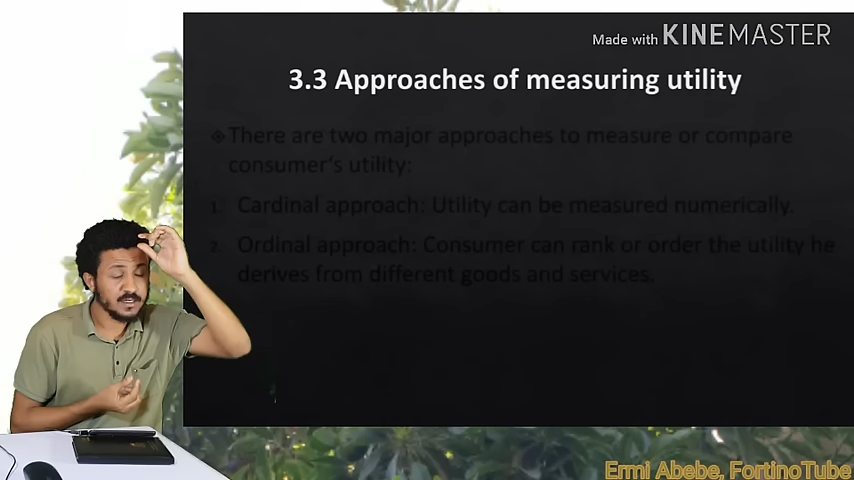 Made with KINEMASTER
3.3 Approaches of measuring utility
❖ There are two major approaches to measure or compare
consumer's utility:
1. Cardinal approach: Utility can be measured numerically.
2. Ordinal approach: Consumer can rank or order the utility he
derives from different goods and services.
Ermi Abebe, FortinoTube